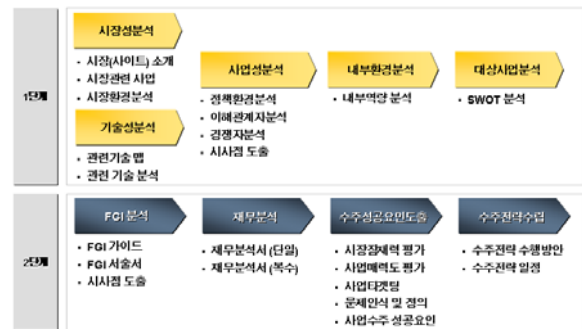 1단계
시장성분석
• 시장(사이트) 소개
• 시장관련 사업
• 시장환경분석
기술성분석
• 관련기술 맵
• 관련 기술 분석
사업성분석
• 정책환경분석
• 이해관계자분석
• 경쟁자분석
• 시사점 도출
내부환경분석
• 내부역량 분석
대상사업분석
• SWOT 분석
2단계
FGI 분석
• FGI 가이드
• FGI 서술서
• 시사점 도출
재무분석
• 재무분석서 (단일)
• 재무분석서 (복수)
수주성공요인도출
• 시장잠재력 평가
• 사업매력도 평가
• 사업타겟팅
• 문제인식 및 정의
• 사업수주 성공요인
수주전략수립
• 수주전략 수행방안
• 수주전략 일정